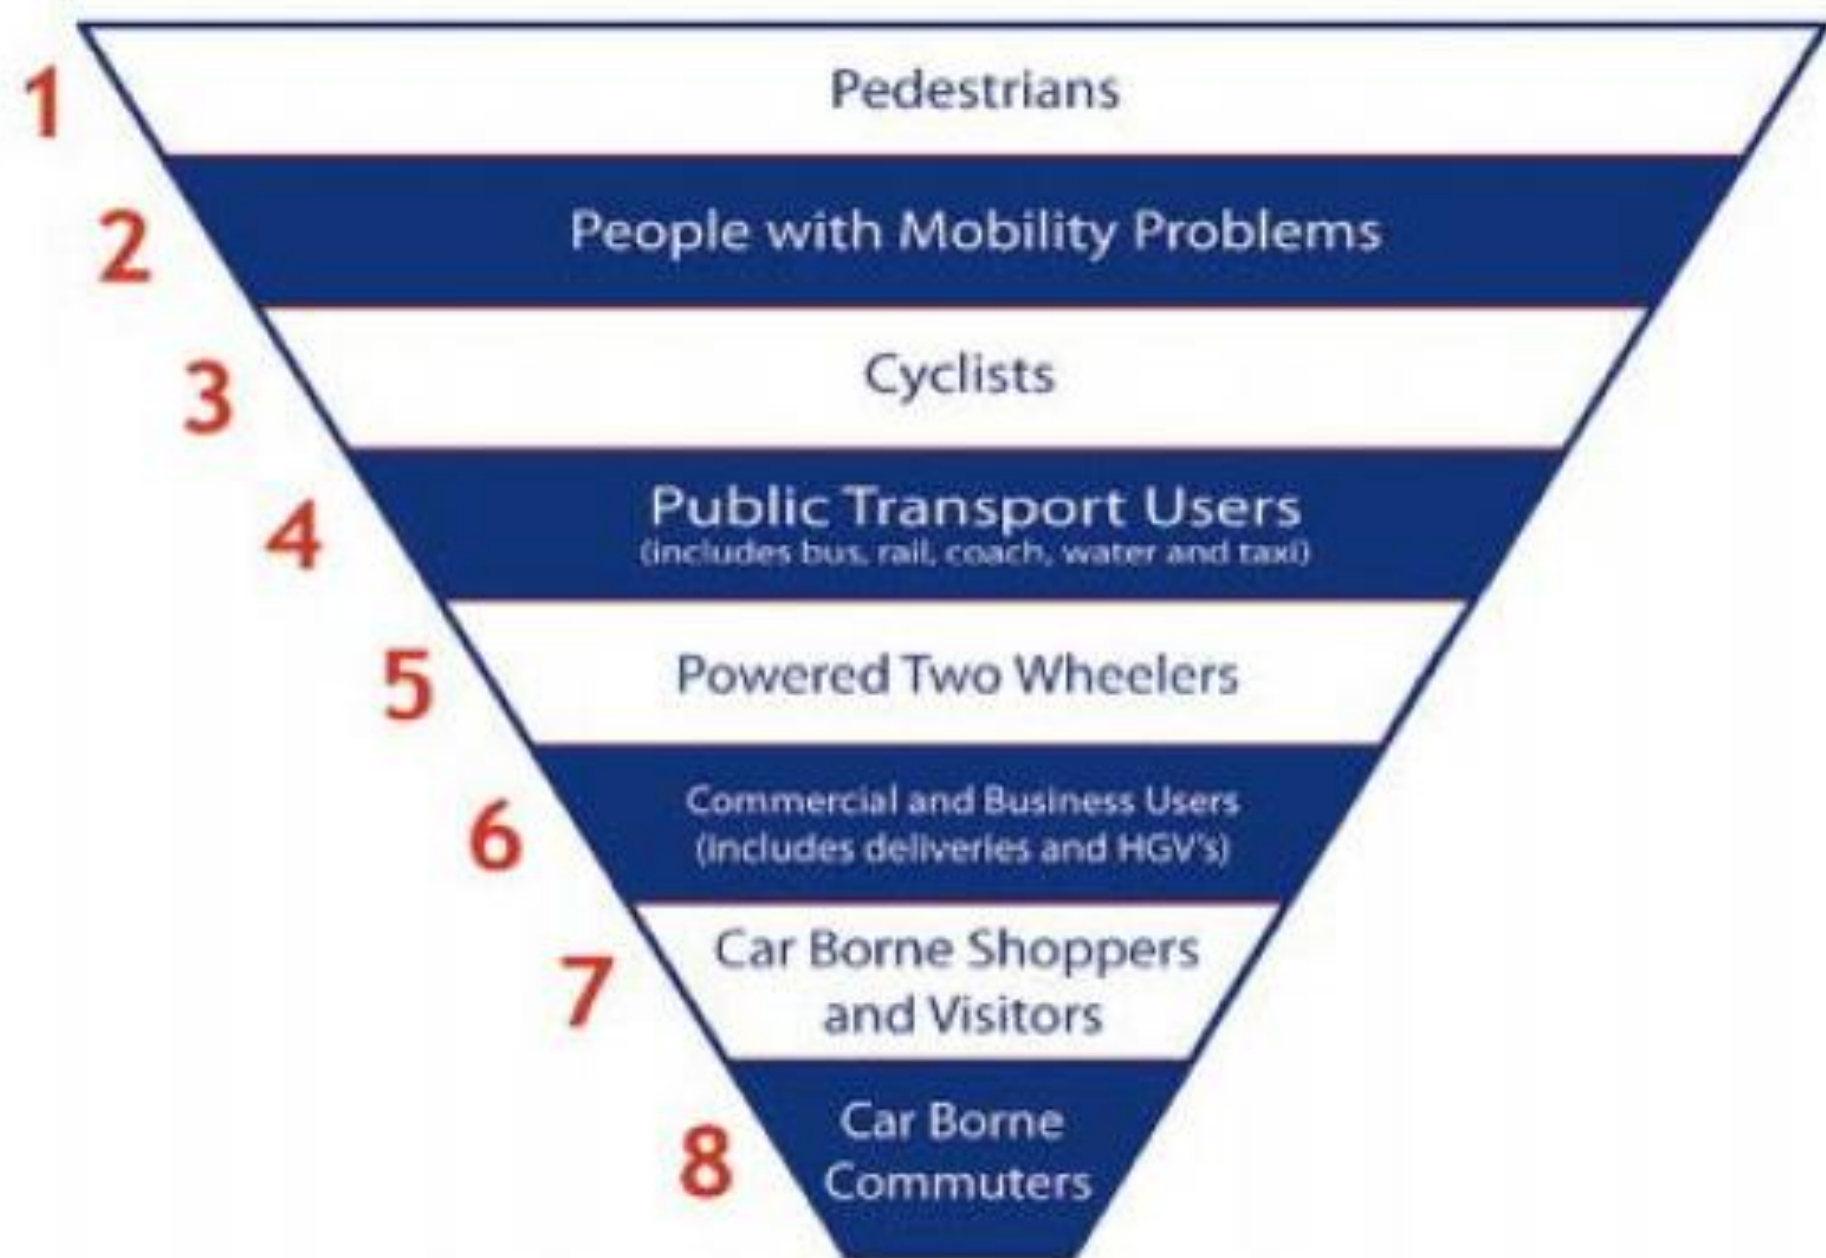 1
Pedestrians
2
People with Mobility Problems
3
Cyclists
4
Public Transport Users
(includes bus, rail, coach, water and taxi)
5
Powered Two Wheelers
6
Commercial and Business Users
(includes deliveries and HGV's)
7
Car Borne Shoppers
and Visitors
8
Car Borne
Commuters